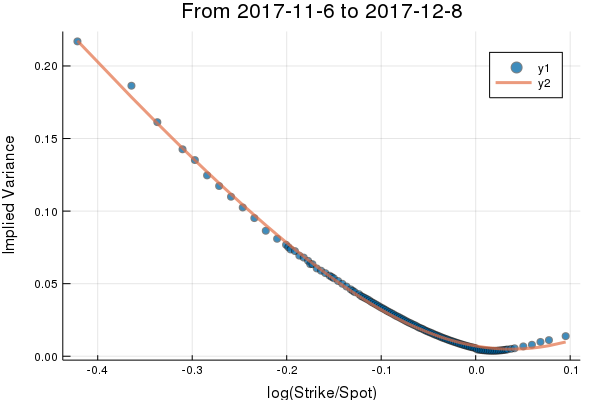 From 2017-11-6 to 2017-12-8
Implied Variance
0.20
0.15
0.10
0.05
0.00
y1
y2
-0.4
-0.3
-0.2
-0.1
0.0
0.1
log(Strike/Spot)